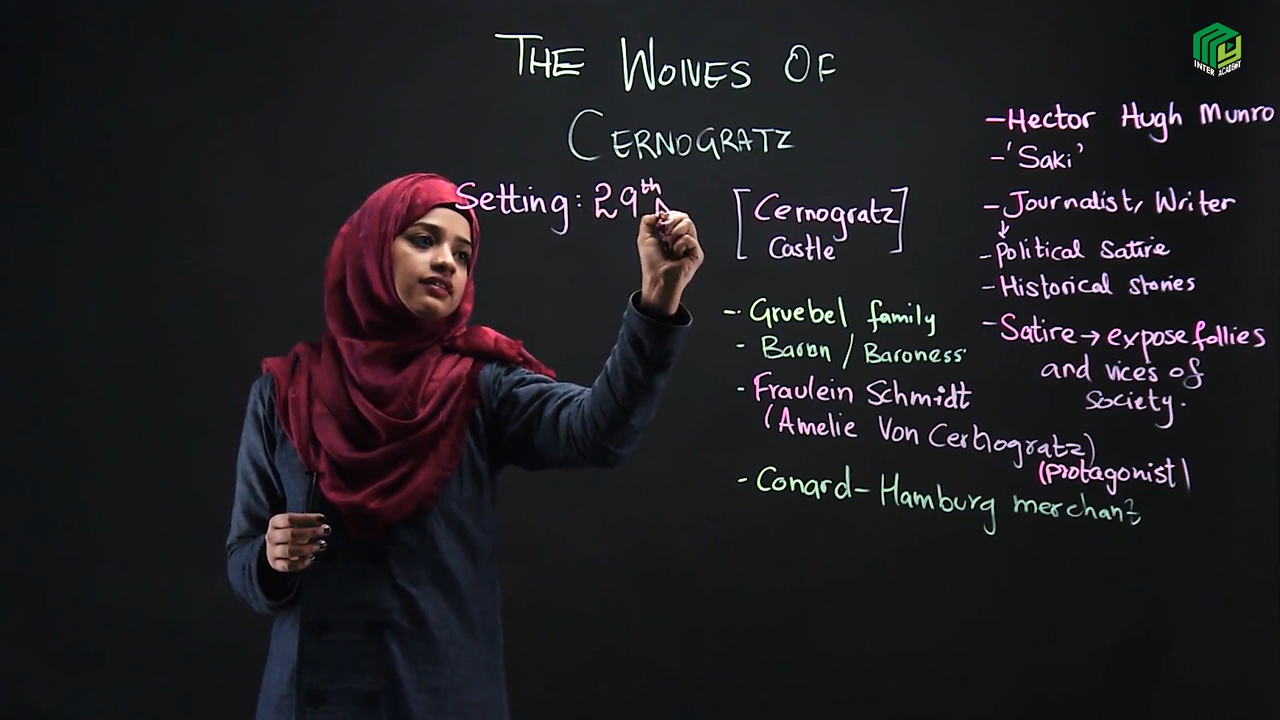 THE WOLVES OF
CERNOGRATZ
Setting: 29th
[Cernogratz
Castle]
- Gruebel family
- Baron / Baroness
- Fraulein Schmidt
(Amelie Von Cernogratz)
(protagonist)
- Conard - Hamburg merchant
- Hector Hugh Munro
- 'Saki'
- Journalist, Writer
↓
- Political Satire
- Historical stories
- Satire → expose follies
and vices of
society.
MY
INTER ACADEMY